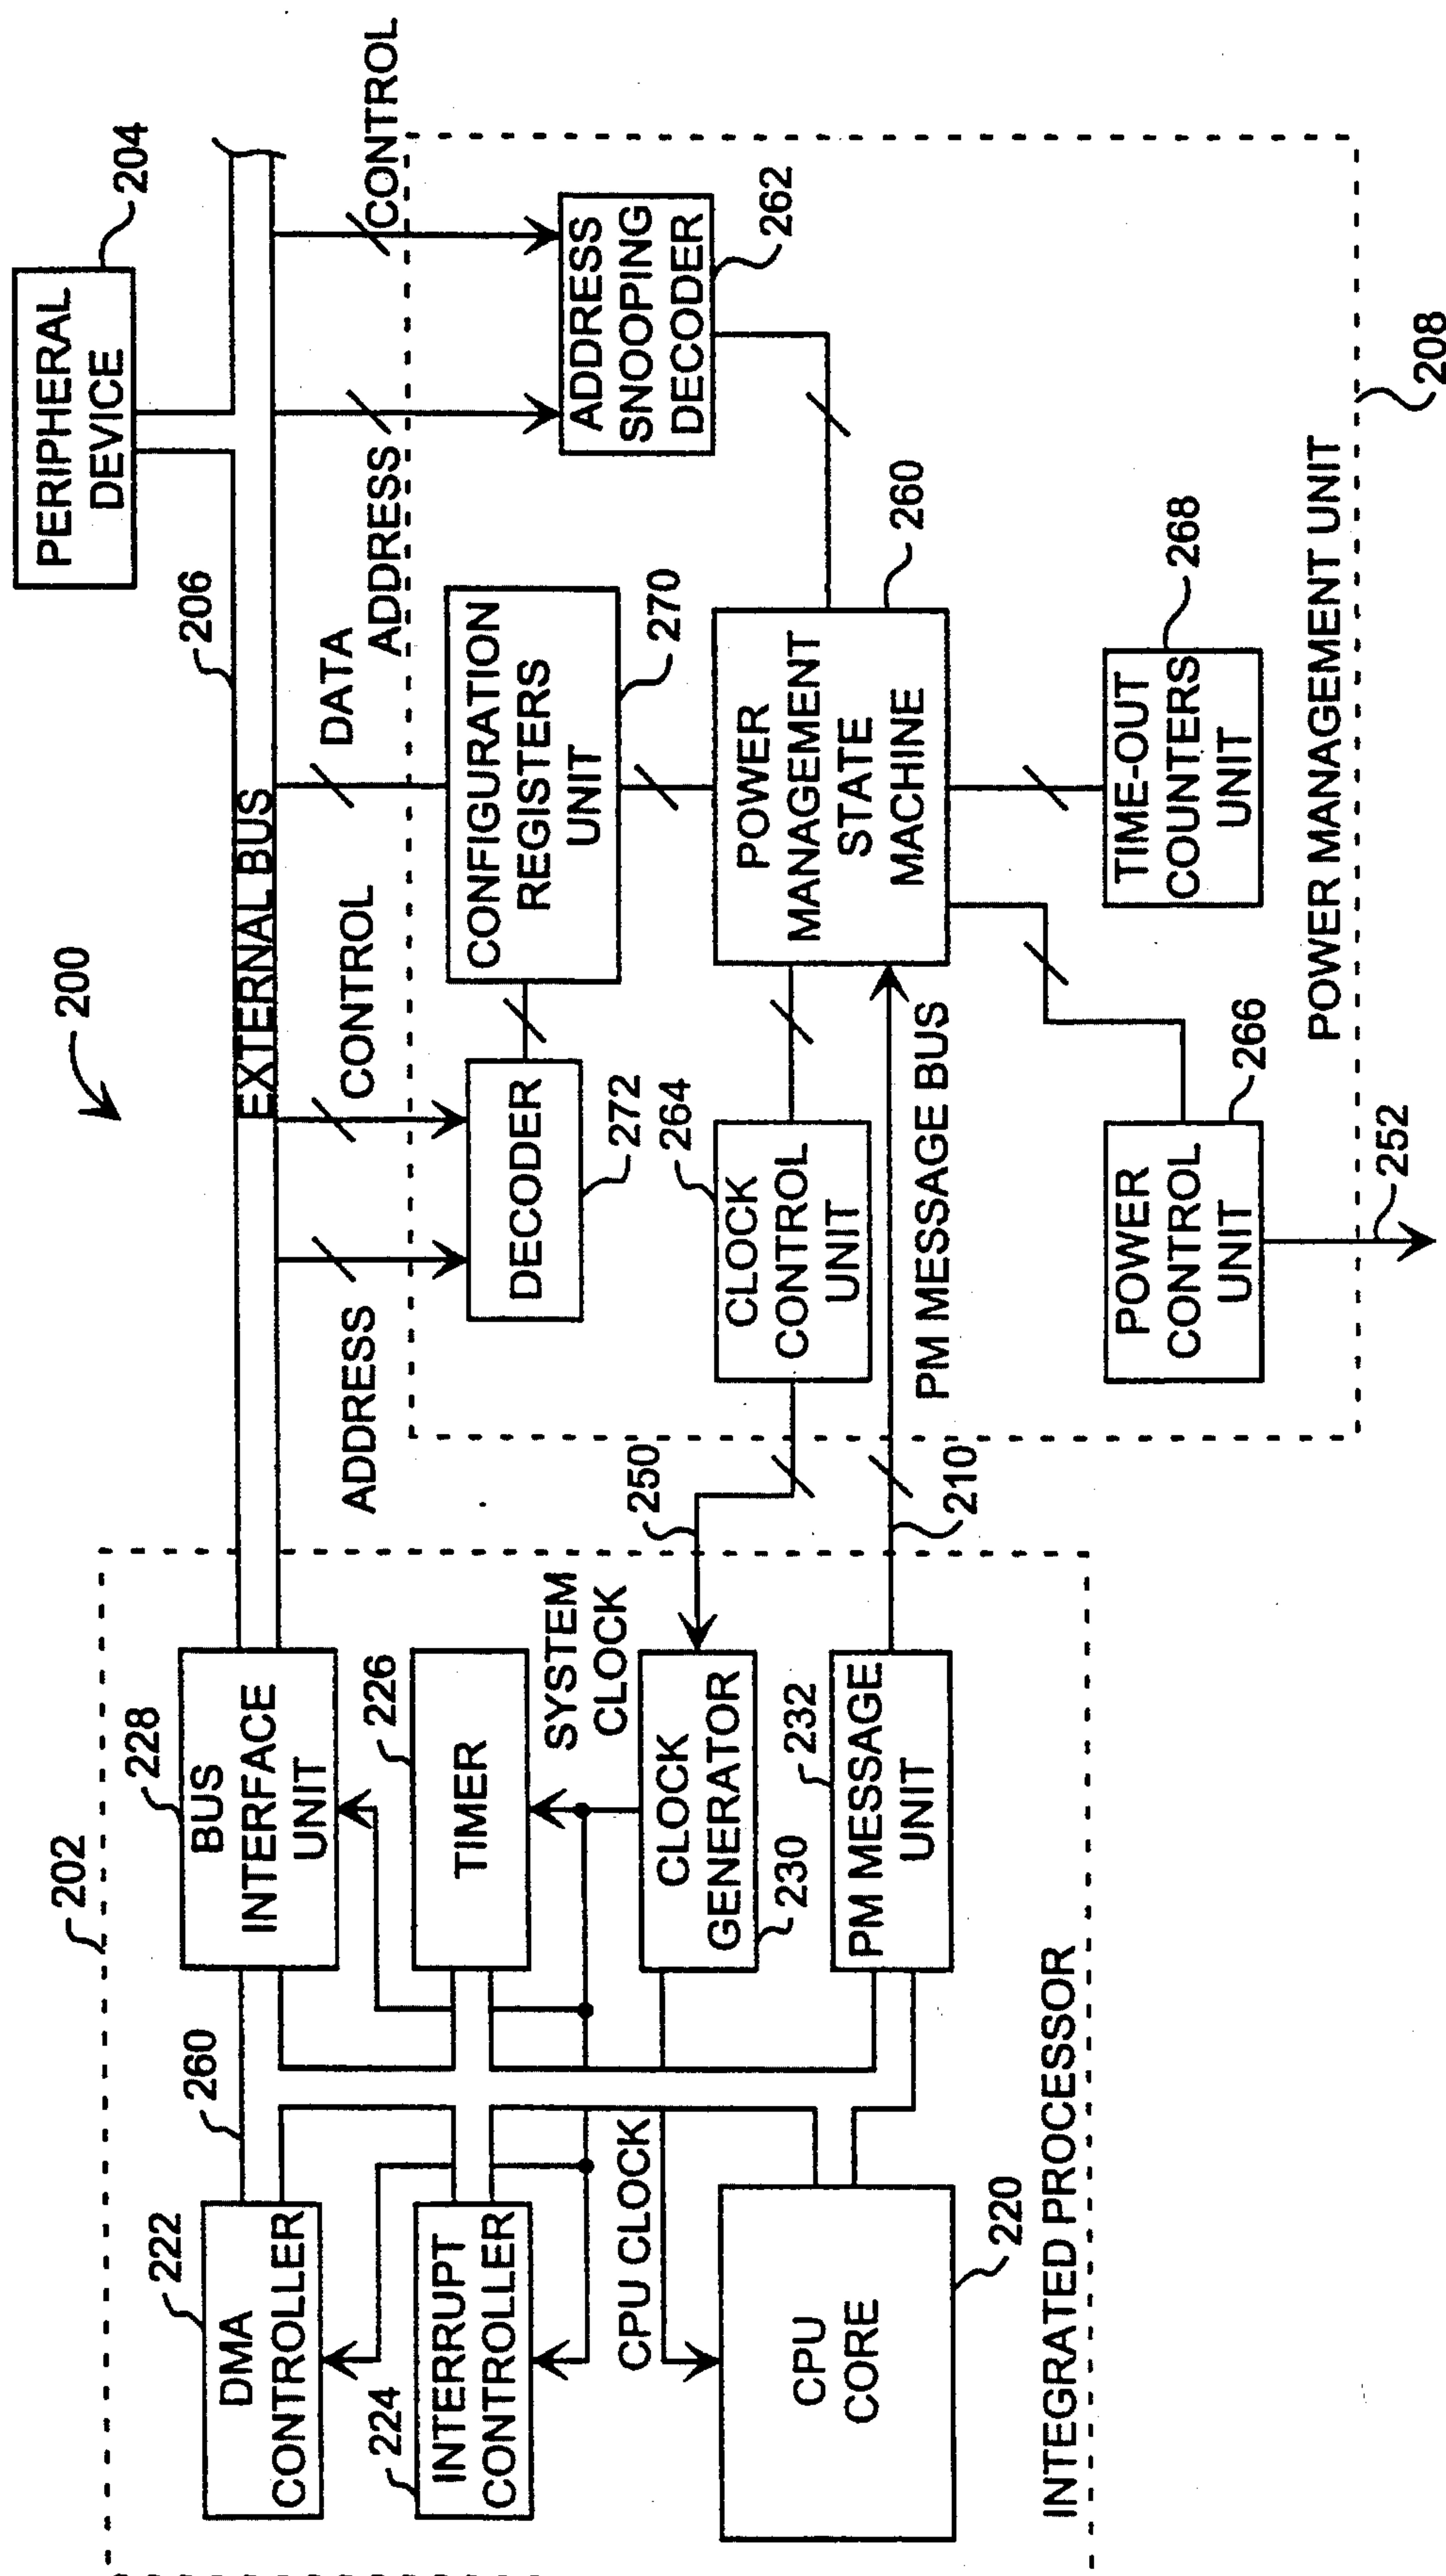 200
PERIPHERAL
DEVICE
204
206
EXTERNAL BUS
202
228
BUS
INTERFACE
UNIT
260
222
DMA
CONTROLLER
226
TIMER
224
INTERRUPT
CONTROLLER
SYSTEM
CLOCK
CLOCK
GENERATOR
230
CPU CLOCK
232
PM MESSAGE
UNIT
CPU
CORE
220
INTEGRATED PROCESSOR
ADDRESS
CONTROL
DATA
ADDRESS
CONTROL
DECODER
272
CONFIGURATION
REGISTERS
UNIT
270
ADDRESS
SNOOPING
DECODER
262
250
264
CLOCK
CONTROL
UNIT
POWER
MANAGEMENT
STATE
MACHINE
260
PM MESSAGE BUS
210
POWER
CONTROL
UNIT
266
252
TIME-OUT
COUNTERS
UNIT
268
POWER MANAGEMENT UNIT
208